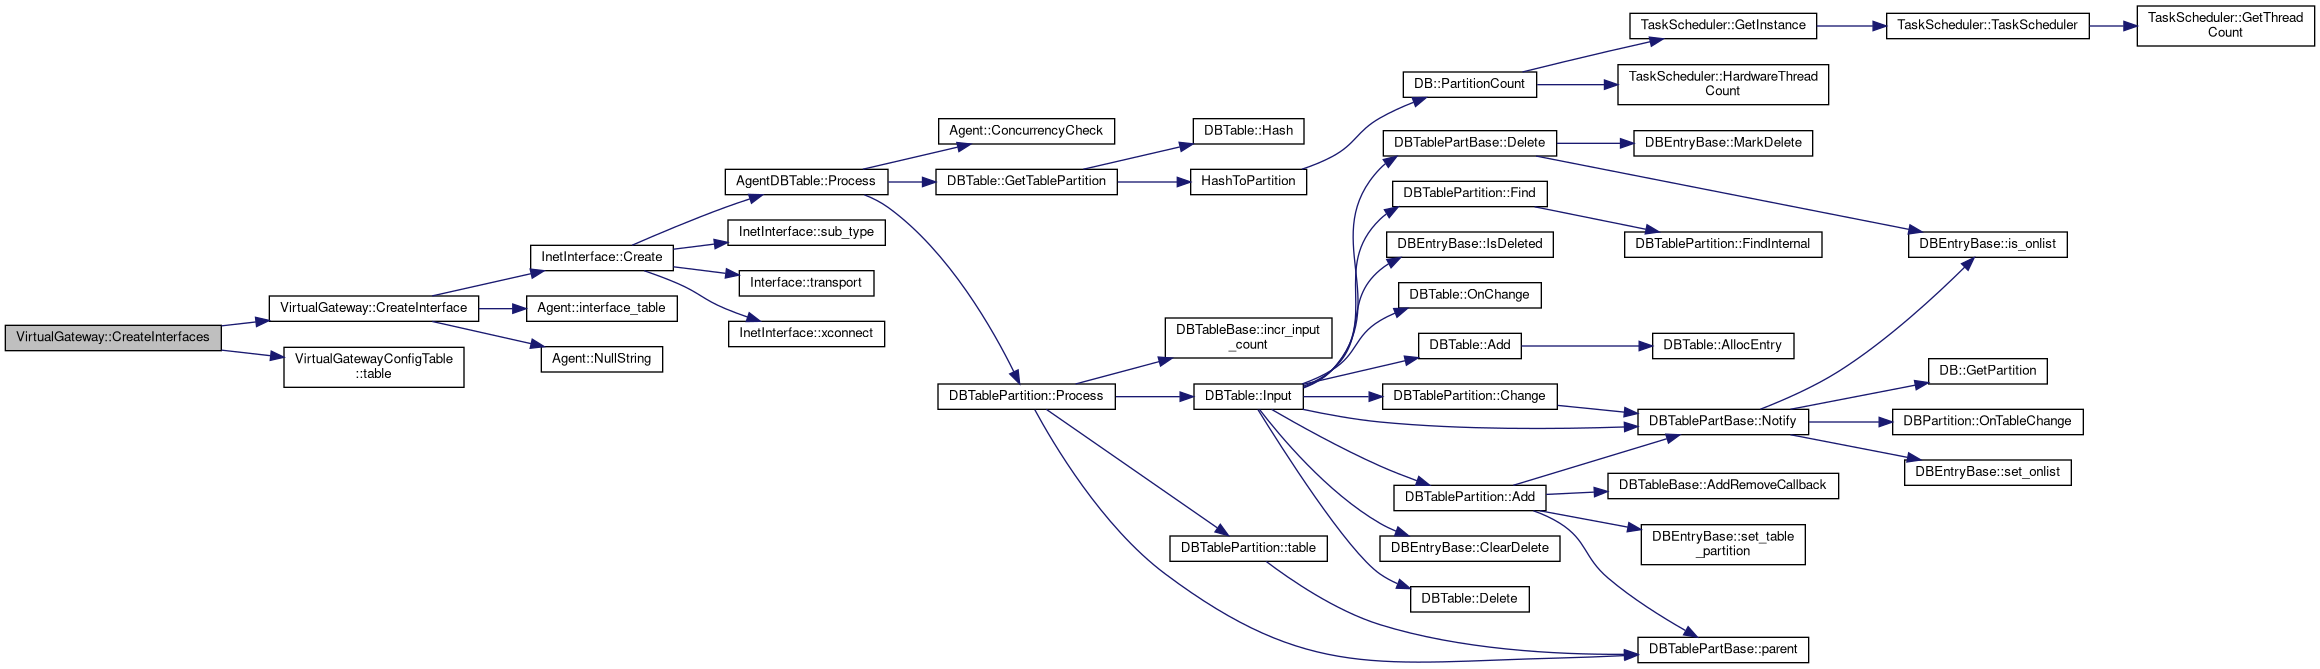 TaskScheduler::GetInstance
TaskScheduler::TaskScheduler
TaskScheduler::GetThread
Count
DB::PartitionCount
TaskScheduler::HardwareThread
Count
Agent::ConcurrencyCheck
DBTable::Hash
DBTablePartBase::Delete
DBEntryBase::MarkDelete
AgentDBTable::Process
DBTable::GetTablePartition
HashToPartition
DBTablePartition::Find
InetInterface::sub_type
DBEntryBase::IsDeleted
DBTablePartition::FindInternal
DBEntryBase::is_onlist
InetInterface::Create
Interface::transport
DBTable::OnChange
VirtualGateway::CreateInterface
Agent::interface_table
VirtualGateway::CreateInterfaces
InetInterface::xconnect
DBTableBase::incr_input
_count
DBTable::Add
DBTable::AllocEntry
VirtualGatewayConfigTable
::table
Agent::NullString
DB::GetPartition
DBTablePartition::Process
DBTable::Input
DBTablePartition::Change
DBTablePartBase::Notify
DBPartition::OnTableChange
DBEntryBase::set_onlist
DBTablePartition::Add
DBTableBase::AddRemoveCallback
DBTablePartition::table
DBEntryBase::ClearDelete
DBEntryBase::set_table
_partition
DBTable::Delete
DBTablePartBase::parent